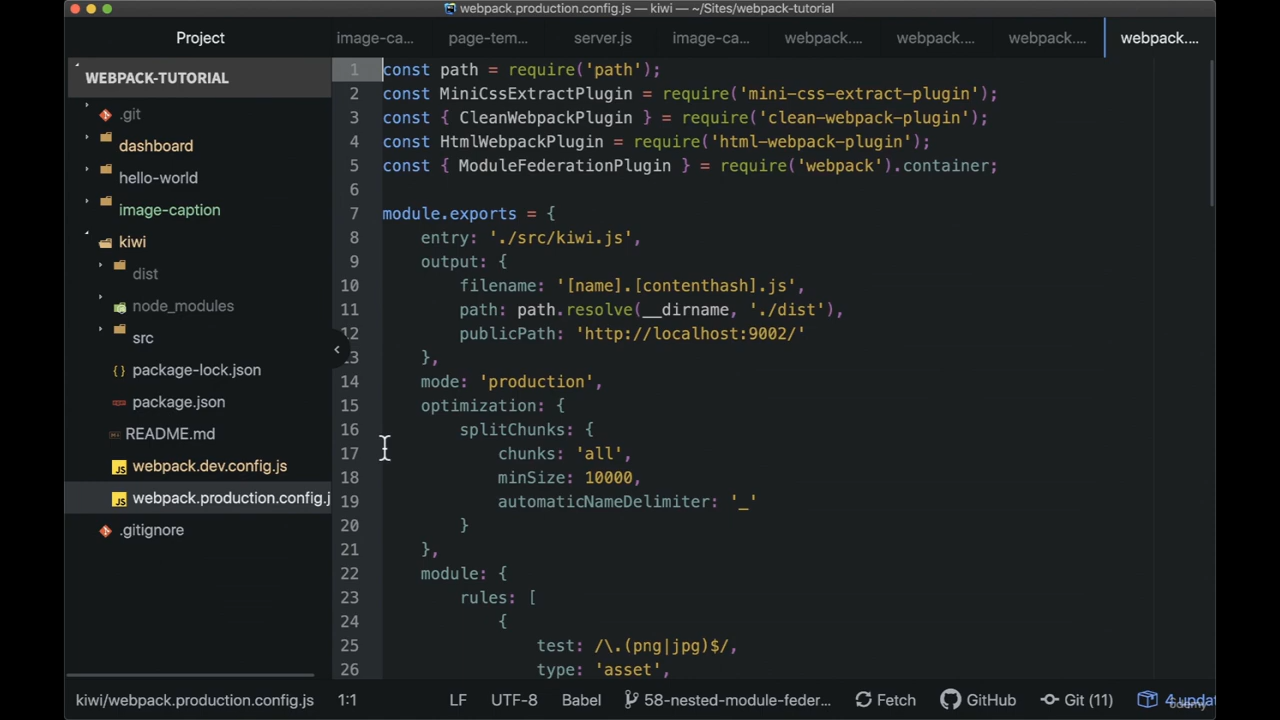 webpack.production.config.js — kiwi — ~/Sites/webpack-tutorial
Project
image-ca...
page-tem...
server.js
image-ca...
webpack....
webpack....
webpack....
webpack....
WEBPACK-TUTORIAL
.git
dashboard
hello-world
image-caption
kiwi
dist
node_modules
src
package-lock.json
package.json
README.md
webpack.dev.config.js
webpack.production.config.j
.gitignore
1 const path = require('path');
2 const MiniCssExtractPlugin = require('mini-css-extract-plugin');
3 const { CleanWebpackPlugin } = require('clean-webpack-plugin');
4 const HtmlWebpackPlugin = require('html-webpack-plugin');
5 const { ModuleFederationPlugin } = require('webpack').container;
6
7 module.exports = {
8 entry: './src/kiwi.js',
9 output: {
10 filename: '[name].[contenthash].js',
11 path: path.resolve(__dirname, './dist'),
12 publicPath: 'http://localhost:9002/'
13 },
14 mode: 'production',
15 optimization: {
16 splitChunks: {
17 chunks: 'all',
18 minSize: 10000,
19 automaticNameDelimiter: '_'
20 }
21 },
22 module: {
23 rules: [
24 {
25 test: /\.(png|jpg)$/,
26 type: 'asset',
kiwi/webpack.production.config.js 1:1 LF UTF-8 Babel 58-nested-module-feder... Fetch GitHub Git (11) 4 updat
Udemy